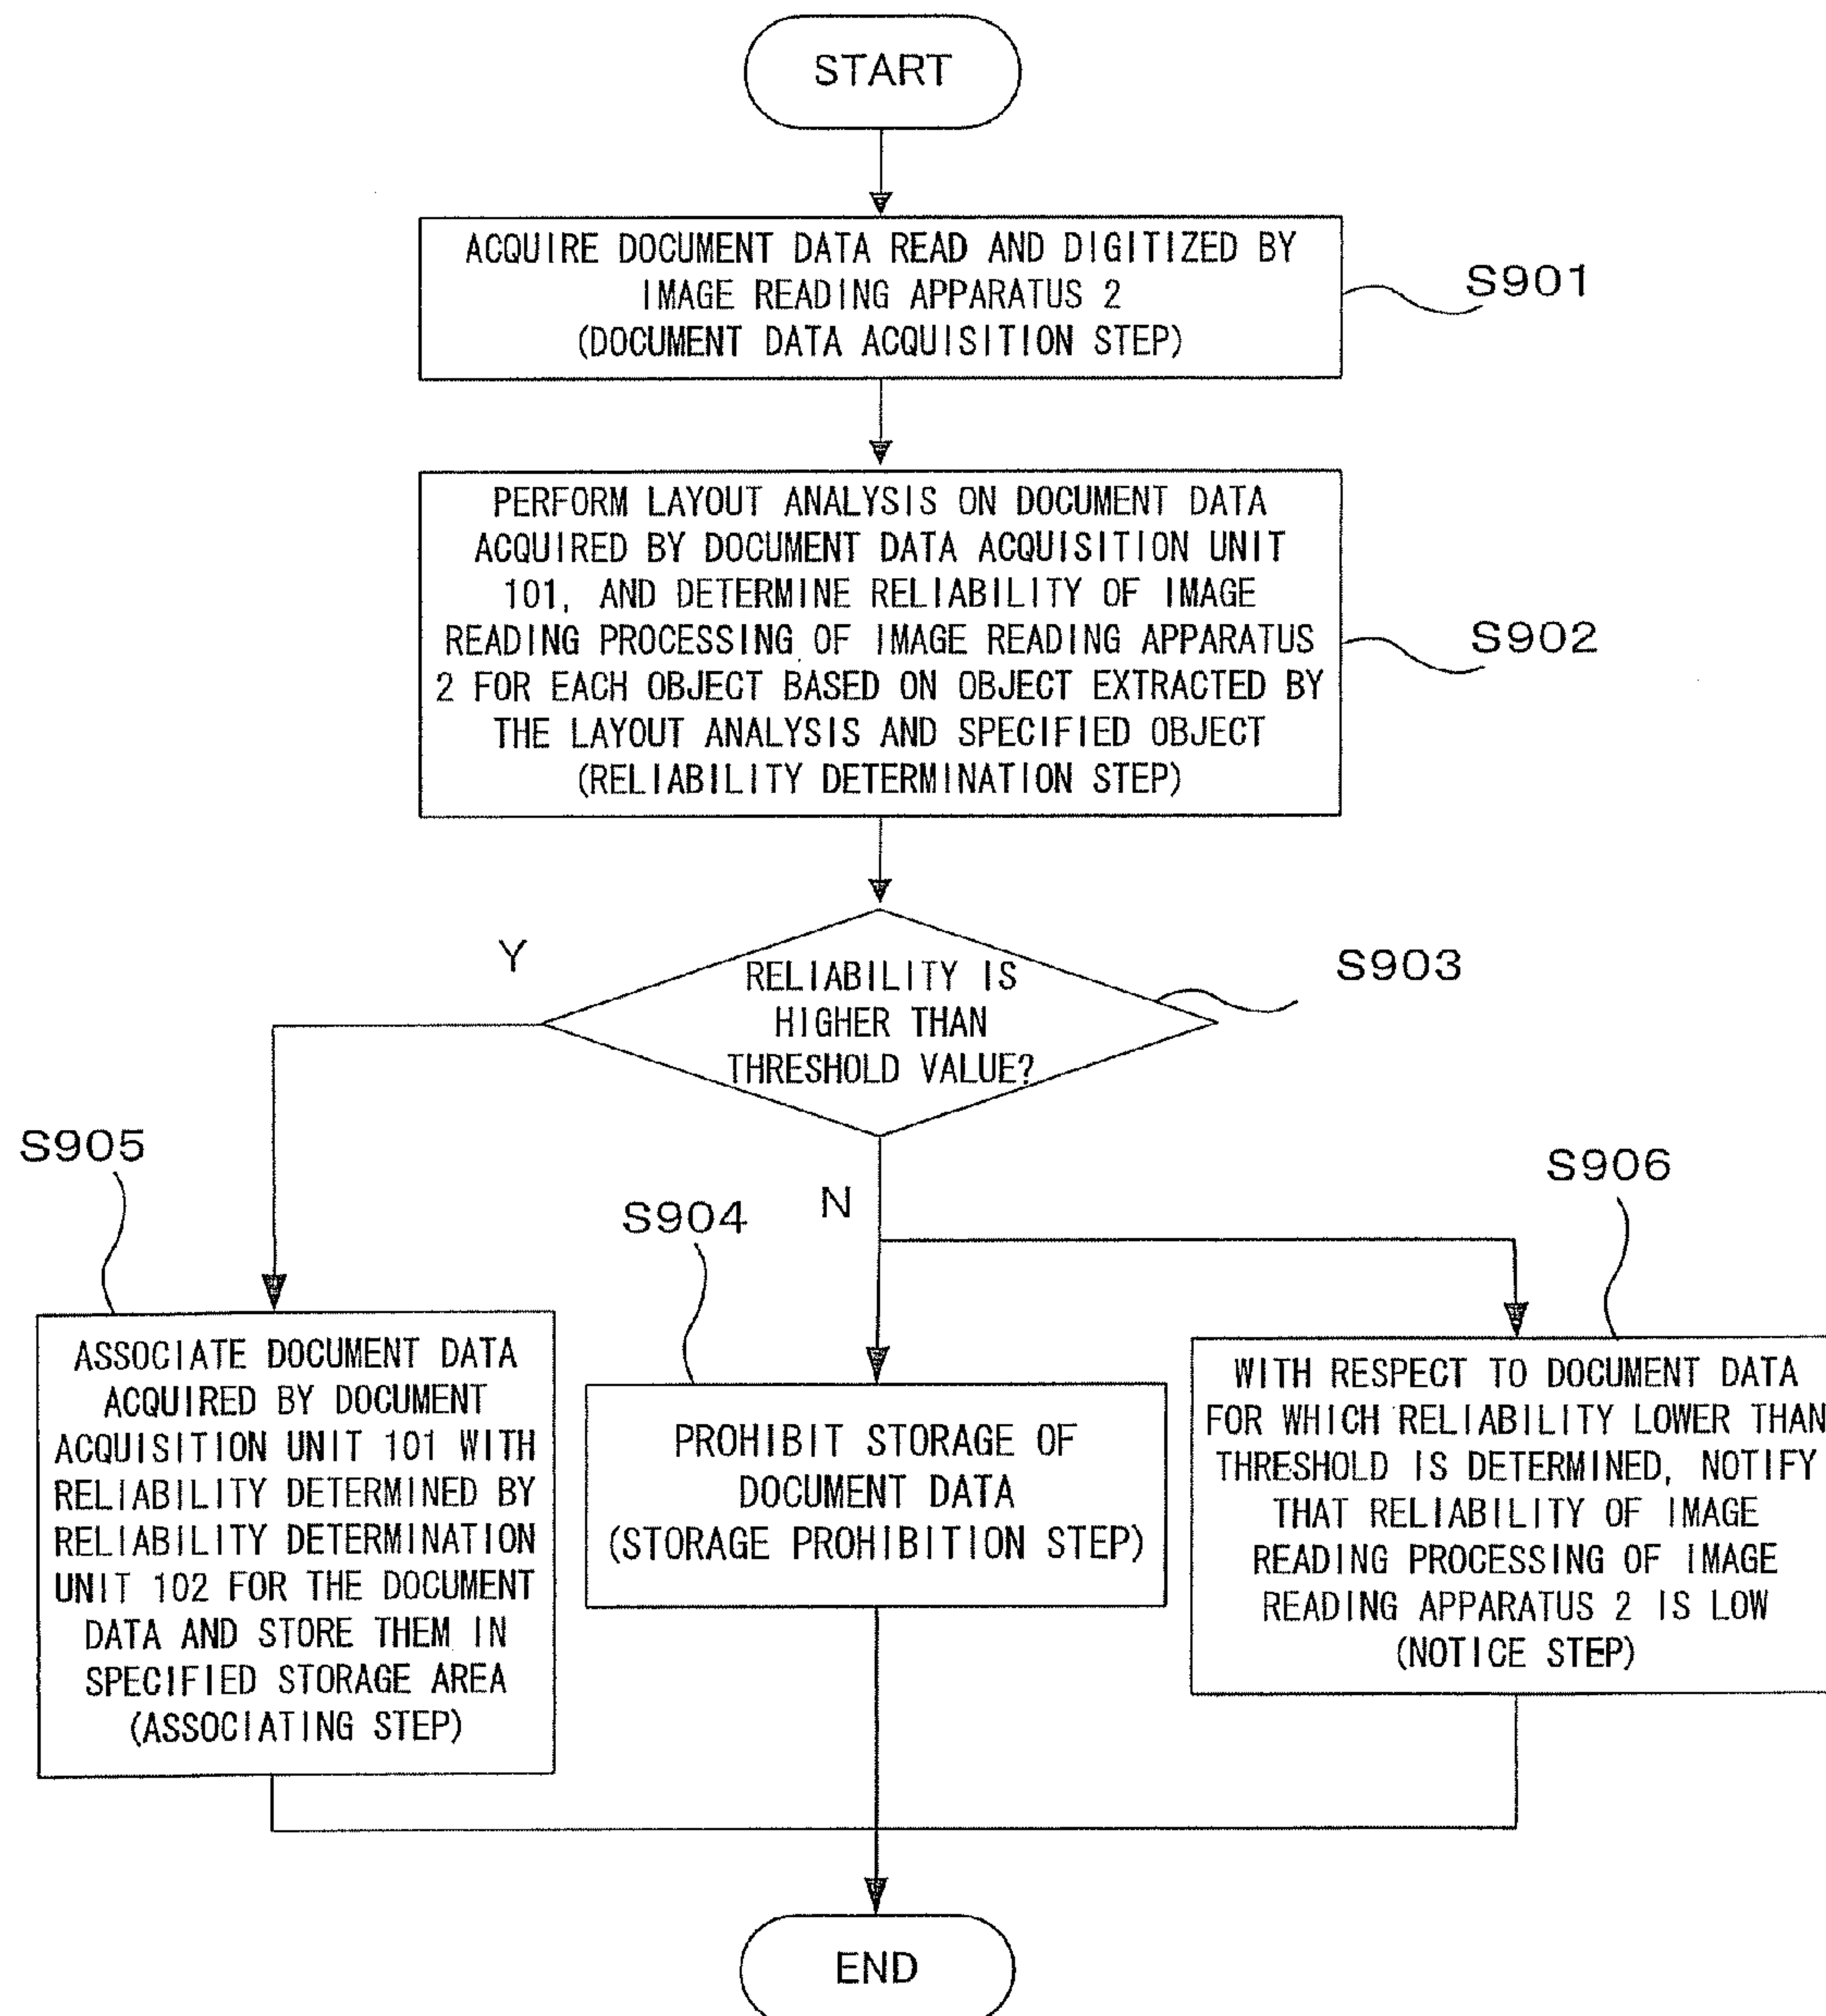 START
ACQUIRE DOCUMENT DATA READ AND DIGITIZED BY
IMAGE READING APPARATUS 2
(DOCUMENT DATA ACQUISITION STEP)
S901
PERFORM LAYOUT ANALYSIS ON DOCUMENT DATA
ACQUIRED BY DOCUMENT DATA ACQUISITION UNIT
101, AND DETERMINE RELIABILITY OF IMAGE
READING PROCESSING OF IMAGE READING APPARATUS
2 FOR EACH OBJECT BASED ON OBJECT EXTRACTED BY
THE LAYOUT ANALYSIS AND SPECIFIED OBJECT
(RELIABILITY DETERMINATION STEP)
S902
Y
RELIABILITY IS
HIGHER THAN
THRESHOLD VALUE?
S903
N
S905
ASSOCIATE DOCUMENT DATA
ACQUIRED BY DOCUMENT
ACQUISITION UNIT 101 WITH
RELIABILITY DETERMINED BY
RELIABILITY DETERMINATION
UNIT 102 FOR THE DOCUMENT
DATA AND STORE THEM IN
SPECIFIED STORAGE AREA
(ASSOCIATING STEP)
S904
PROHIBIT STORAGE OF
DOCUMENT DATA
(STORAGE PROHIBITION STEP)
S906
WITH RESPECT TO DOCUMENT DATA
FOR WHICH RELIABILITY LOWER THAN
THRESHOLD IS DETERMINED, NOTIFY
THAT RELIABILITY OF IMAGE
READING PROCESSING OF IMAGE
READING APPARATUS 2 IS LOW
(NOTICE STEP)
END